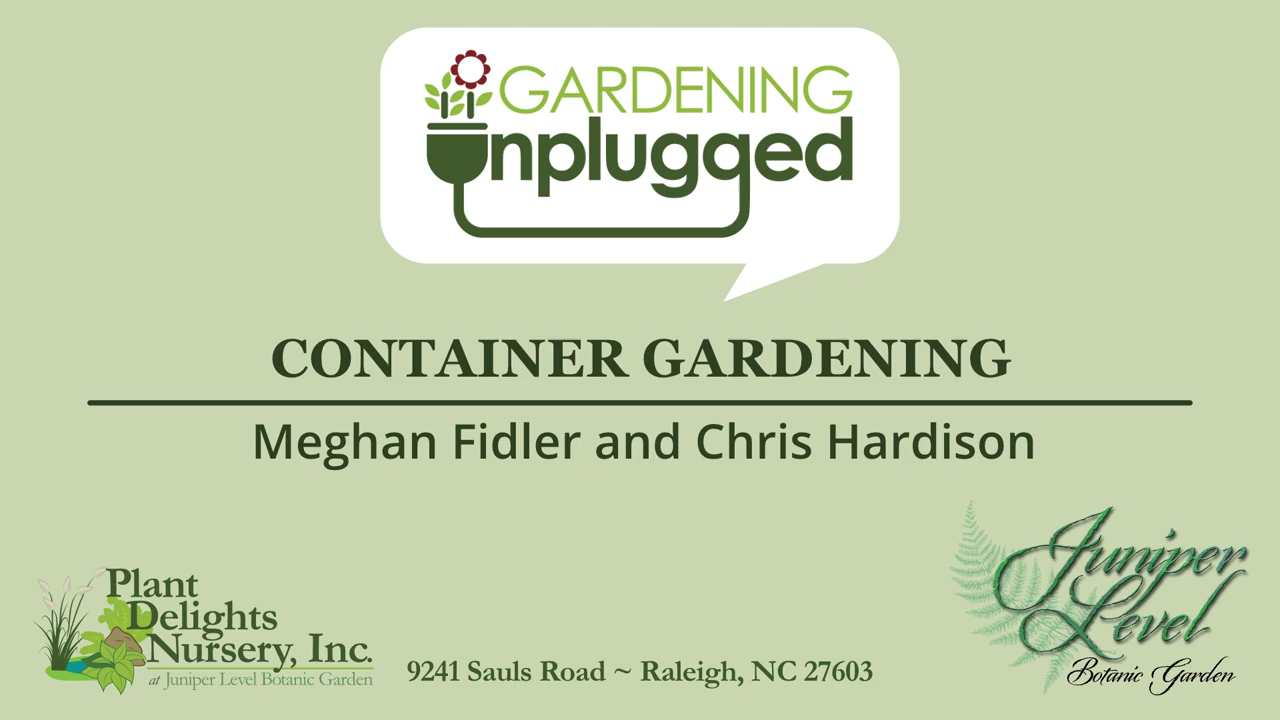 GARDENING
unplugged
CONTAINER GARDENING
Meghan Fidler and Chris Hardison
Plant
Delights
Nursery, Inc.
at Juniper Level Botanic Garden
9241 Sauls Road ~ Raleigh, NC 27603
Juniper
Level
Botanic Garden